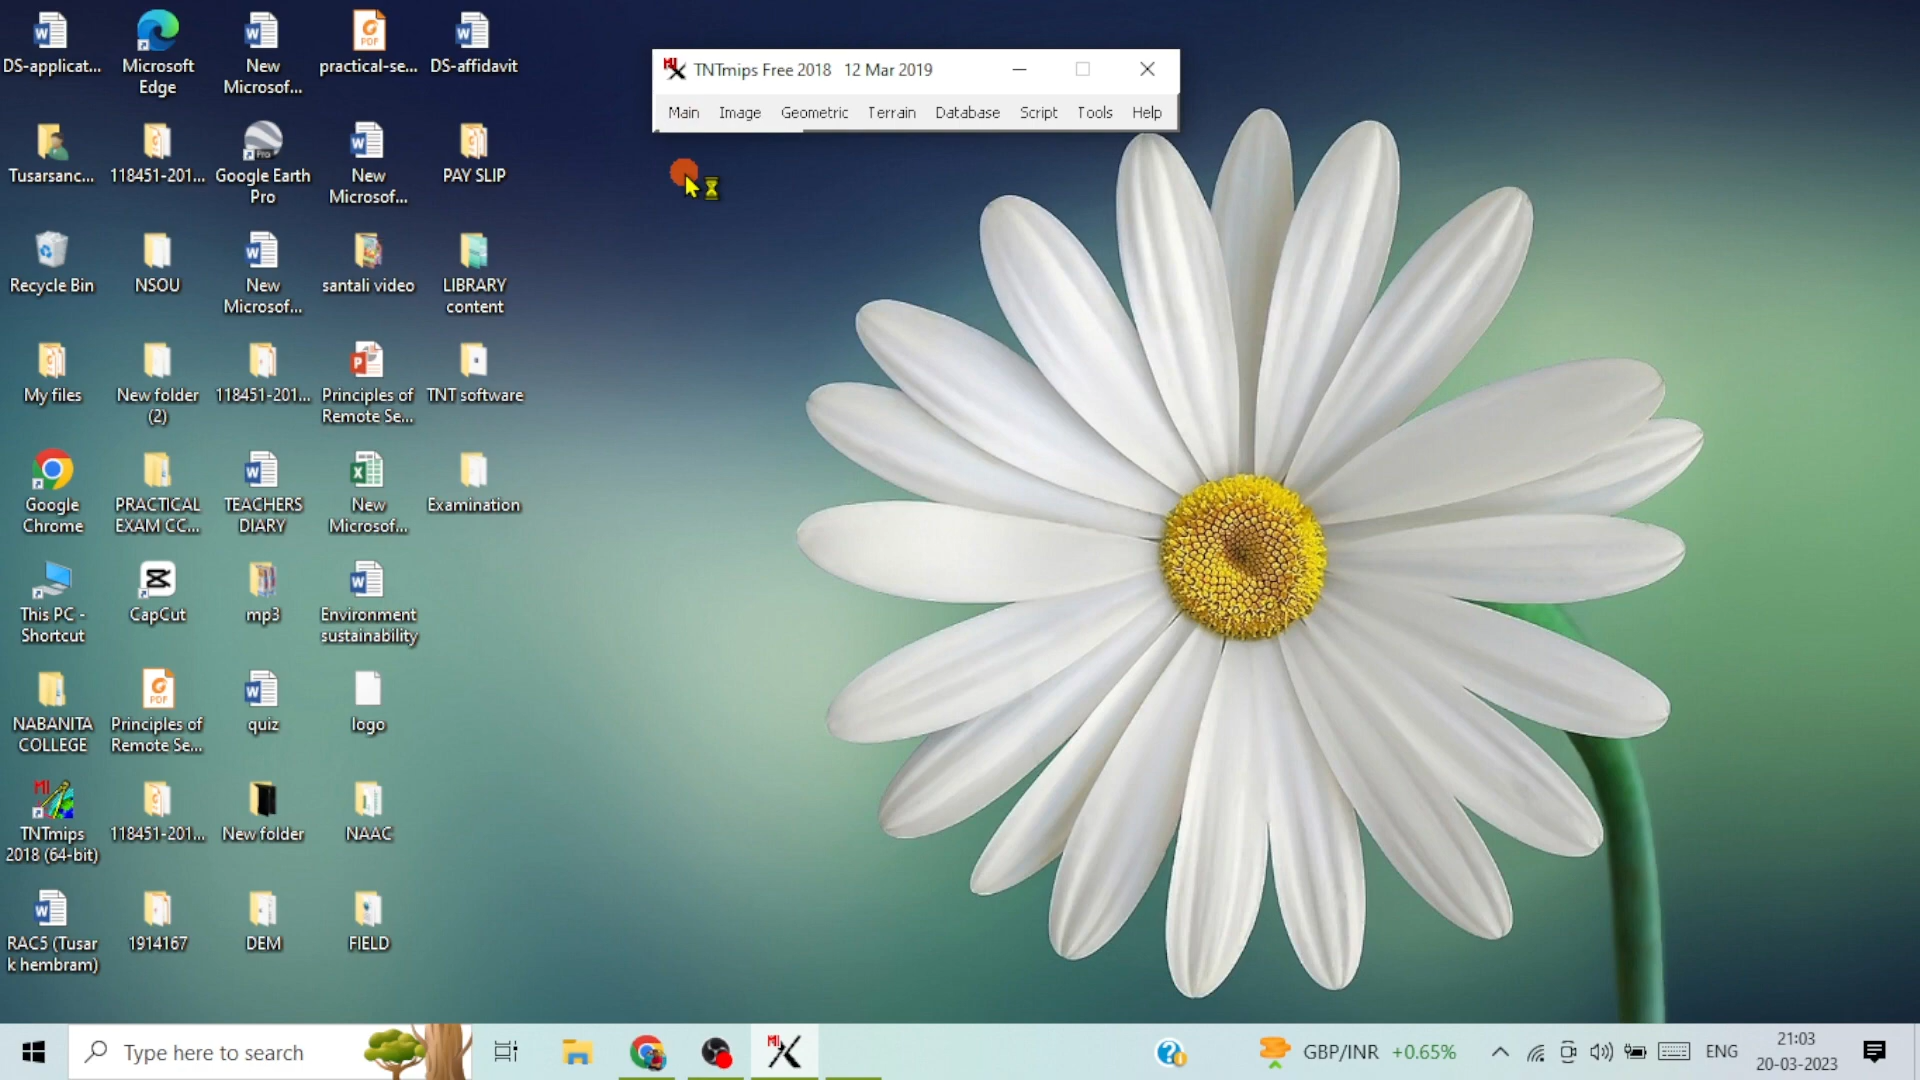 TNTmips Free 2018 12 Mar 2019
Main Image Geometric Terrain Database Script Tools Help
DS-applicat...
Microsoft
Edge
New
Microsof...
practical-se...
DS-affidavit
Tusarsanc...
118451-201...
Google Earth
Pro
New
Microsof...
PAY SLIP
Recycle Bin
NSOU
New
Microsof...
santali video
LIBRARY
content
My files
New folder
(2)
118451-201...
Principles of
Remote Se...
TNT software
Google
Chrome
PRACTICAL
EXAM CC...
TEACHERS
DIARY
New
Microsof...
Examination
This PC -
Shortcut
CapCut
mp3
Environment
sustainability
NABANITA
COLLEGE
Principles of
Remote Se...
quiz
logo
TNTmips
2018 (64-bit)
118451-201...
New folder
NAAC
RAC5 (Tusar
k hembram)
1914167
DEM
FIELD
Type here to search
GBP/INR +0.65%
ENG
21:03
20-03-2023